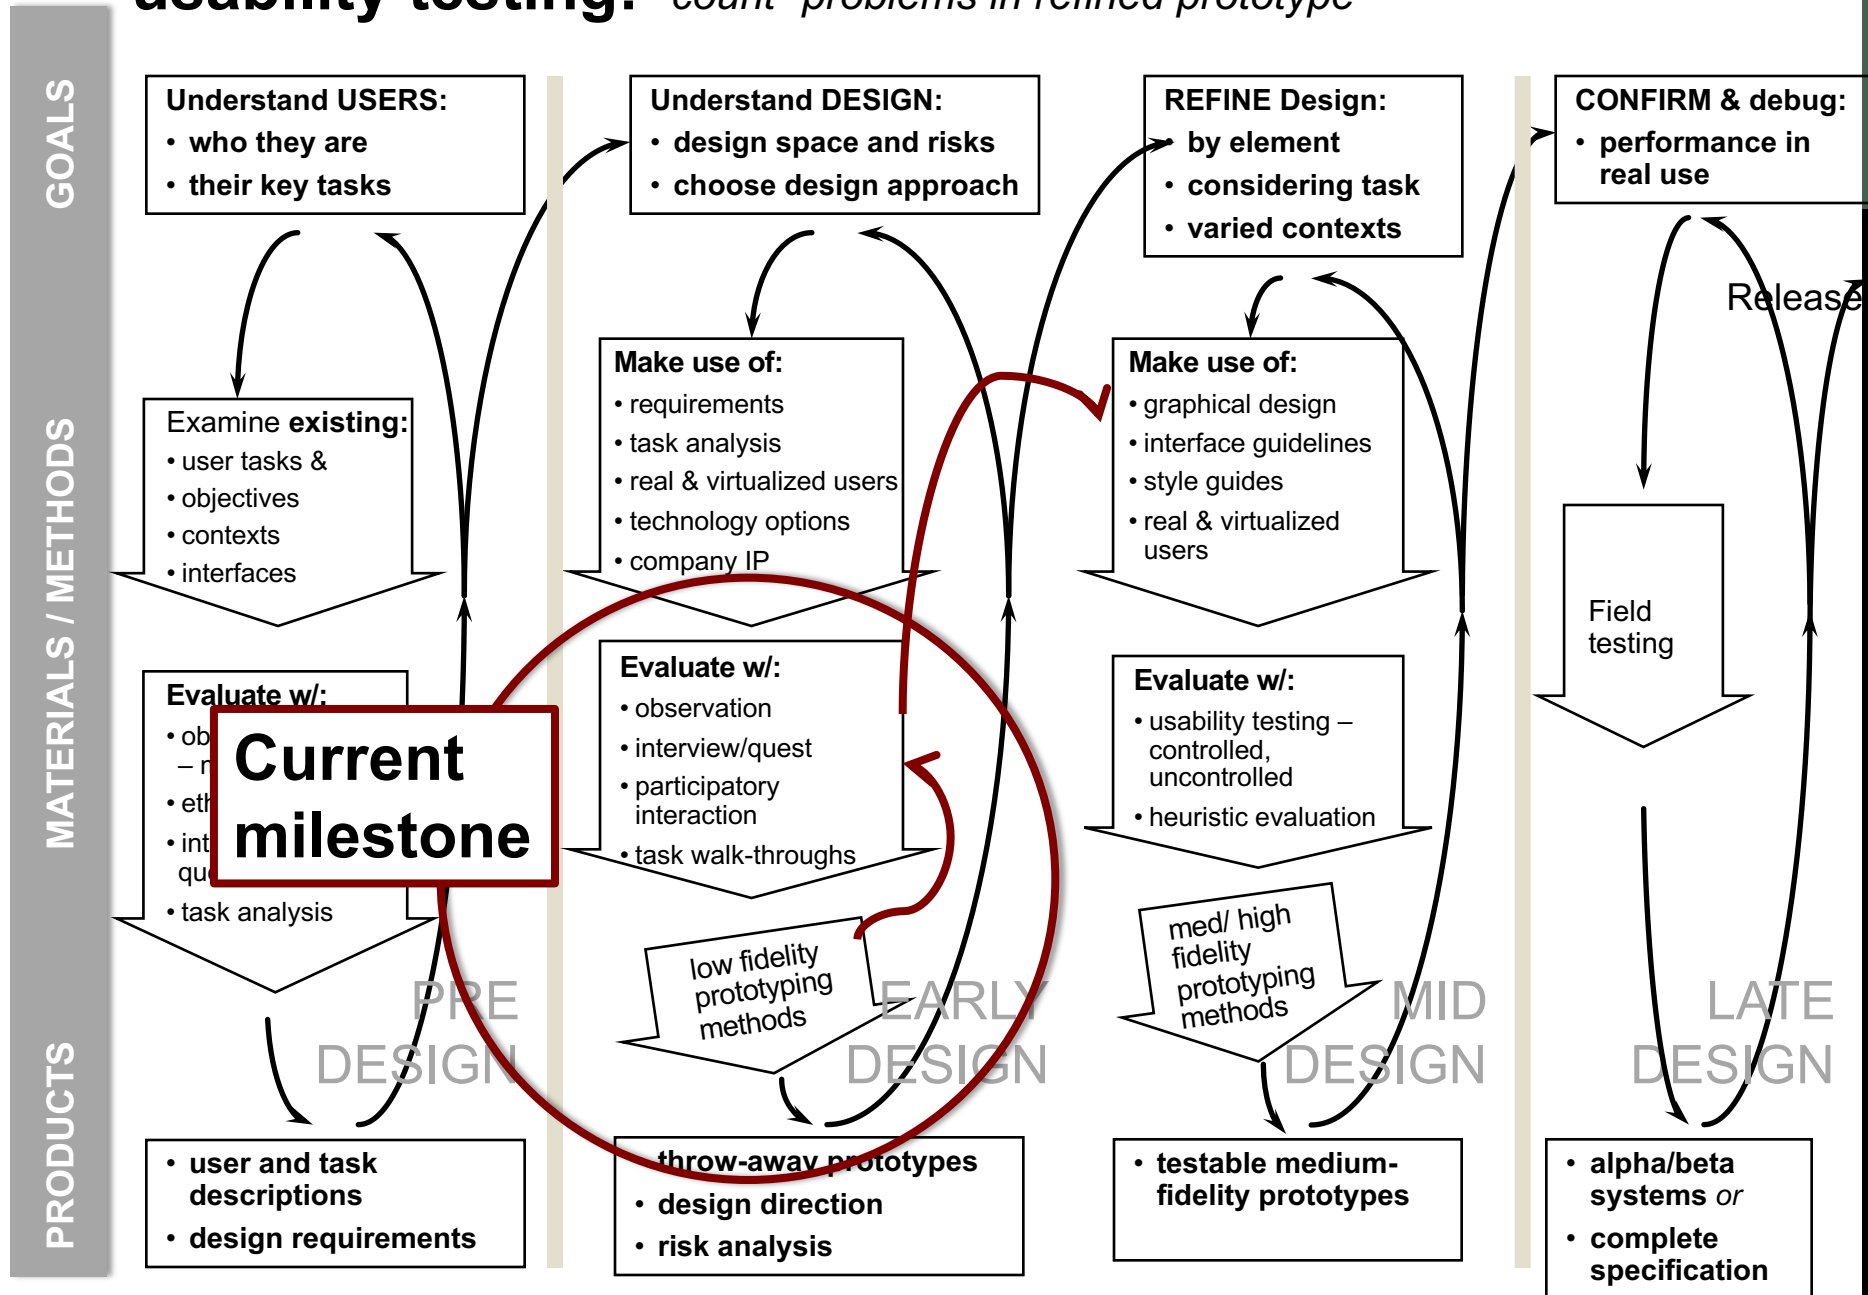 usability testing: "count" problems in refined prototype
GOALS
Understand USERS:
• who they are
• their key tasks
Understand DESIGN:
• design space and risks
• choose design approach
REFINE Design:
• by element
• considering task
• varied contexts
CONFIRM & debug:
• performance in
real use
Release
MATERIALS / METHODS
Examine existing:
• user tasks &
• objectives
• contexts
• interfaces
Make use of:
• requirements
• task analysis
• real & virtualized users
• technology options
• company IP
Make use of:
• graphical design
• interface guidelines
• style guides
• real & virtualized
users
Field
testing
Evaluate w/:
• task analysis
Current
milestone
Evaluate w/:
• observation
• interview/quest
• participatory
interaction
• task walk-throughs
Evaluate w/:
• usability testing –
controlled,
uncontrolled
• heuristic evaluation
low fidelity
prototyping
methods
med/ high
fidelity
prototyping
methods
PRE
DESIGN
EARLY
DESIGN
MID
DESIGN
LATE
DESIGN
PRODUCTS
• user and task
descriptions
• design requirements
throw-away prototypes
• design direction
• risk analysis
• testable medium-
fidelity prototypes
• alpha/beta
systems or
• complete
specification